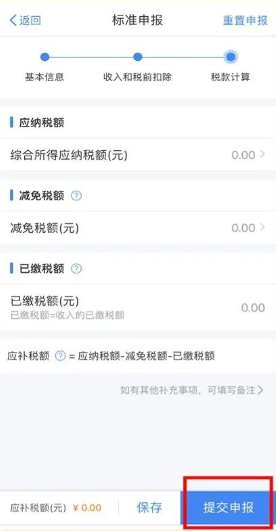 返回 标准申报 重置申报
基本信息 收入和税前扣除 税款计算
应纳税额
综合所得应纳税额(元) 0.00
减免税额
减免税额(元) 0.00
已缴税额
已缴税额(元) 0.00
已缴税额=收入的已缴税额
应补税额 = 应纳税额-减免税额-已缴税额
如有其他补充事项，可填写备注
应补税额(元) ¥ 0.00 保存 提交申报